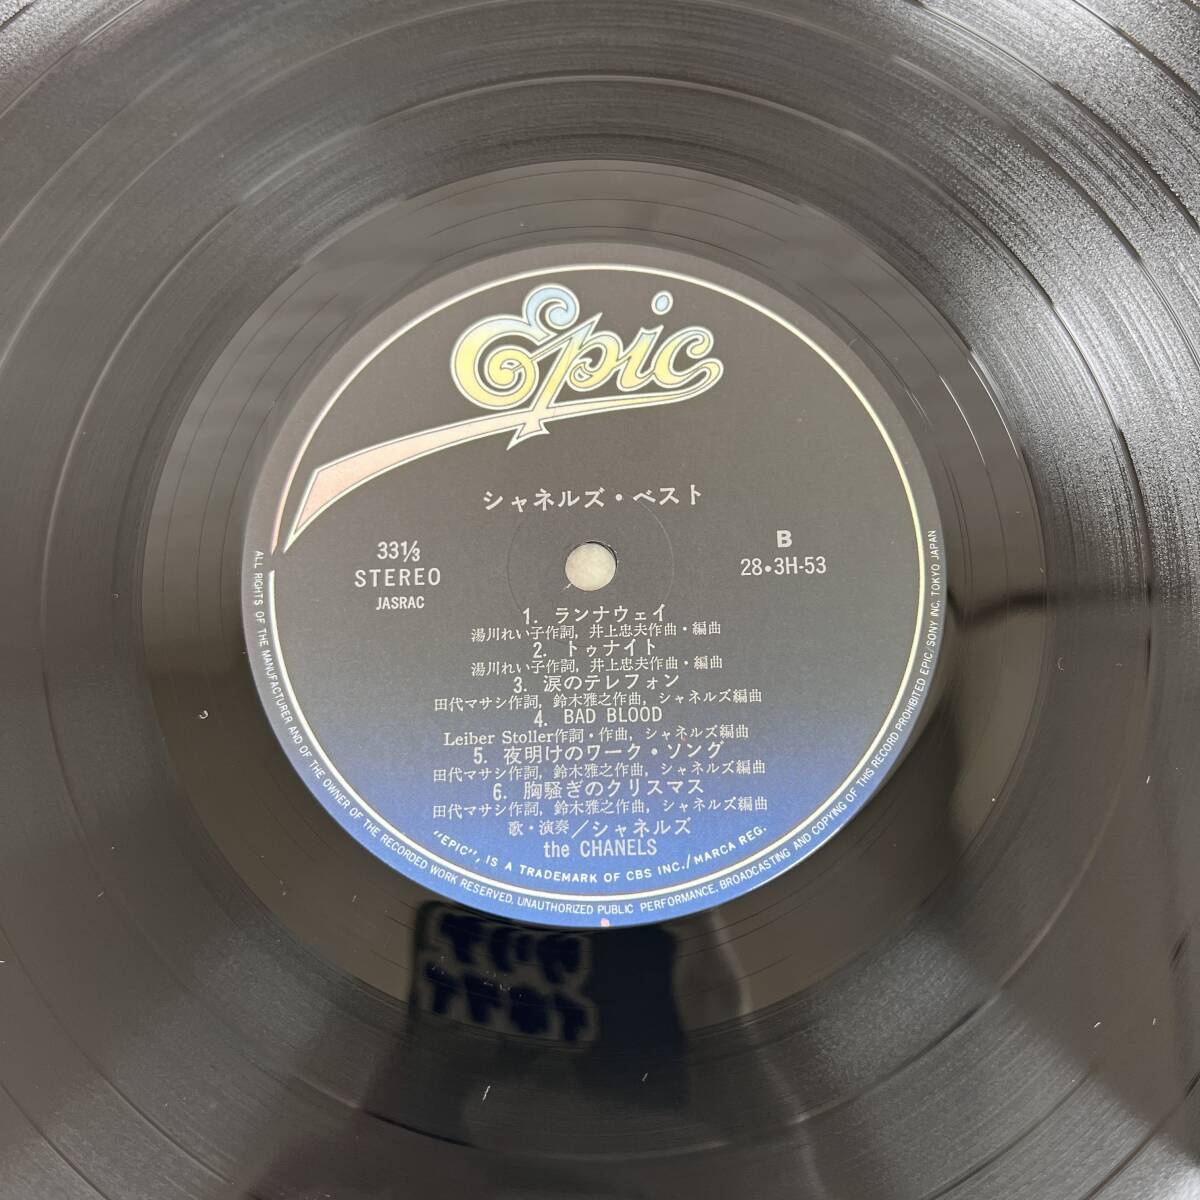 Epic
シャネルズ・ベスト
33⅓
STEREO
JASRAC
B
28・3H-53
1. ランナウェイ
湯川れい子作詞, 井上忠夫作曲・編曲
2. トゥナイト
湯川れい子作詞, 井上忠夫作曲・編曲
3. 涙のテレフォン
田代マサシ作詞, 鈴木雅之作曲, シャネルズ編曲
4. BAD BLOOD
Leiber Stoller作詞・作曲, シャネルズ編曲
5. 夜明けのワーク・ソング
田代マサシ作詞, 鈴木雅之作曲, シャネルズ編曲
6. 胸騒ぎのクリスマス
田代マサシ作詞, 鈴木雅之作曲, シャネルズ編曲
歌・演奏/シャネルズ
the CHANELS
"EPIC", IS A TRADEMARK OF CBS INC./MARCA REG.
ALL RIGHTS OF THE MANUFACTURER AND OF THE OWNER OF THE RECORDED WORK RESERVED, UNAUTHORIZED PUBLIC PERFORMANCE, BROADCASTING AND COPYING OF THIS RECORD PROHIBITED EPIC/SONY INC. TOKYO JAPAN